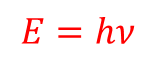 E = hν